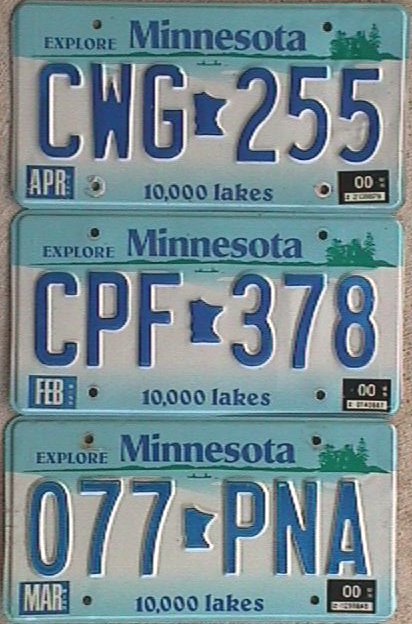 EXPLORE Minnesota
CWG 255
APR 10,000 lakes 00
EXPLORE Minnesota
CPF 378
FEB 10,000 lakes 00
EXPLORE Minnesota
077 PNA
MAR 10,000 lakes 00